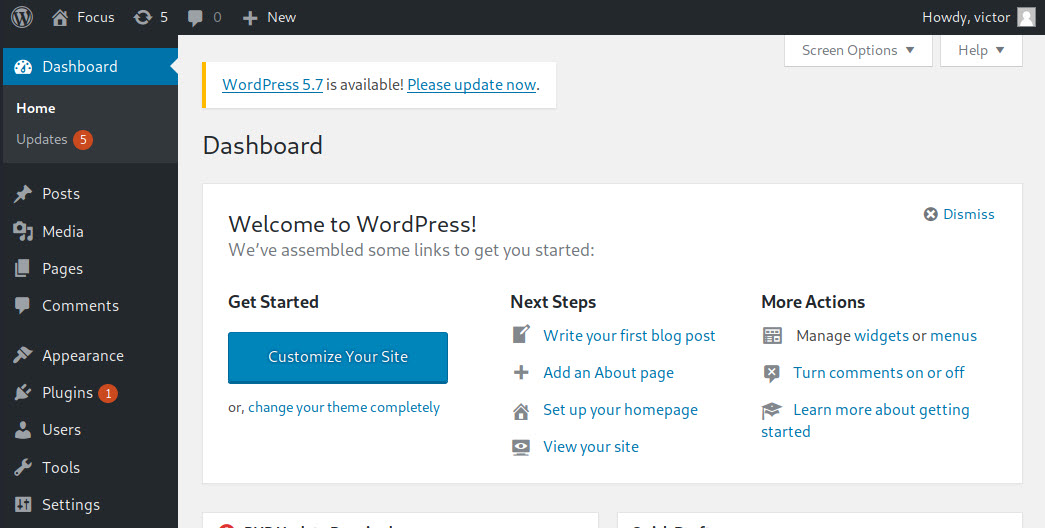 Focus 5 0 New Howdy, victor
Screen Options Help
Dashboard
Home
Updates 5
Posts
Media
Pages
Comments
Appearance
Plugins 1
Users
Tools
Settings
WordPress 5.7 is available! Please update now.
Dashboard
Welcome to WordPress!
We've assembled some links to get you started:
Dismiss
Get Started
Customize Your Site
or, change your theme completely
Next Steps
Write your first blog post
Add an About page
Set up your homepage
View your site
More Actions
Manage widgets or menus
Turn comments on or off
Learn more about getting
started